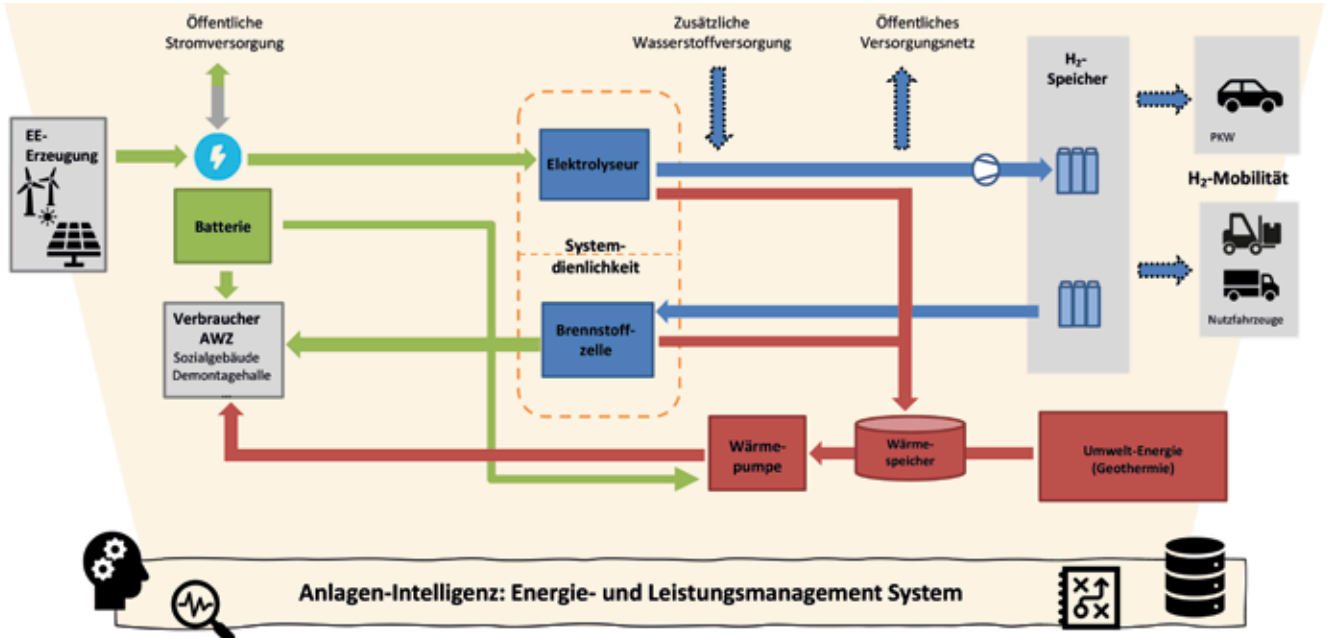 Öffentliche
Stromversorgung
Zusätzliche
Wasserstoffversorgung
Öffentliches
Versorgungsnetz
H₂-
Speicher
EE-
Erzeugung
PKW
Elektrolyseur
H₂-Mobilität
Batterie
System-
dienlichkeit
Verbraucher
AWZ
Sozialgebäude
Demontagehalle
...
Brennstoff-
zelle
Nutzfahrzeuge
Wärme-
pumpe
Wärme-
speicher
Umwelt-Energie
(Geothermie)
Anlagen-Intelligenz: Energie- und Leistungsmanagement System